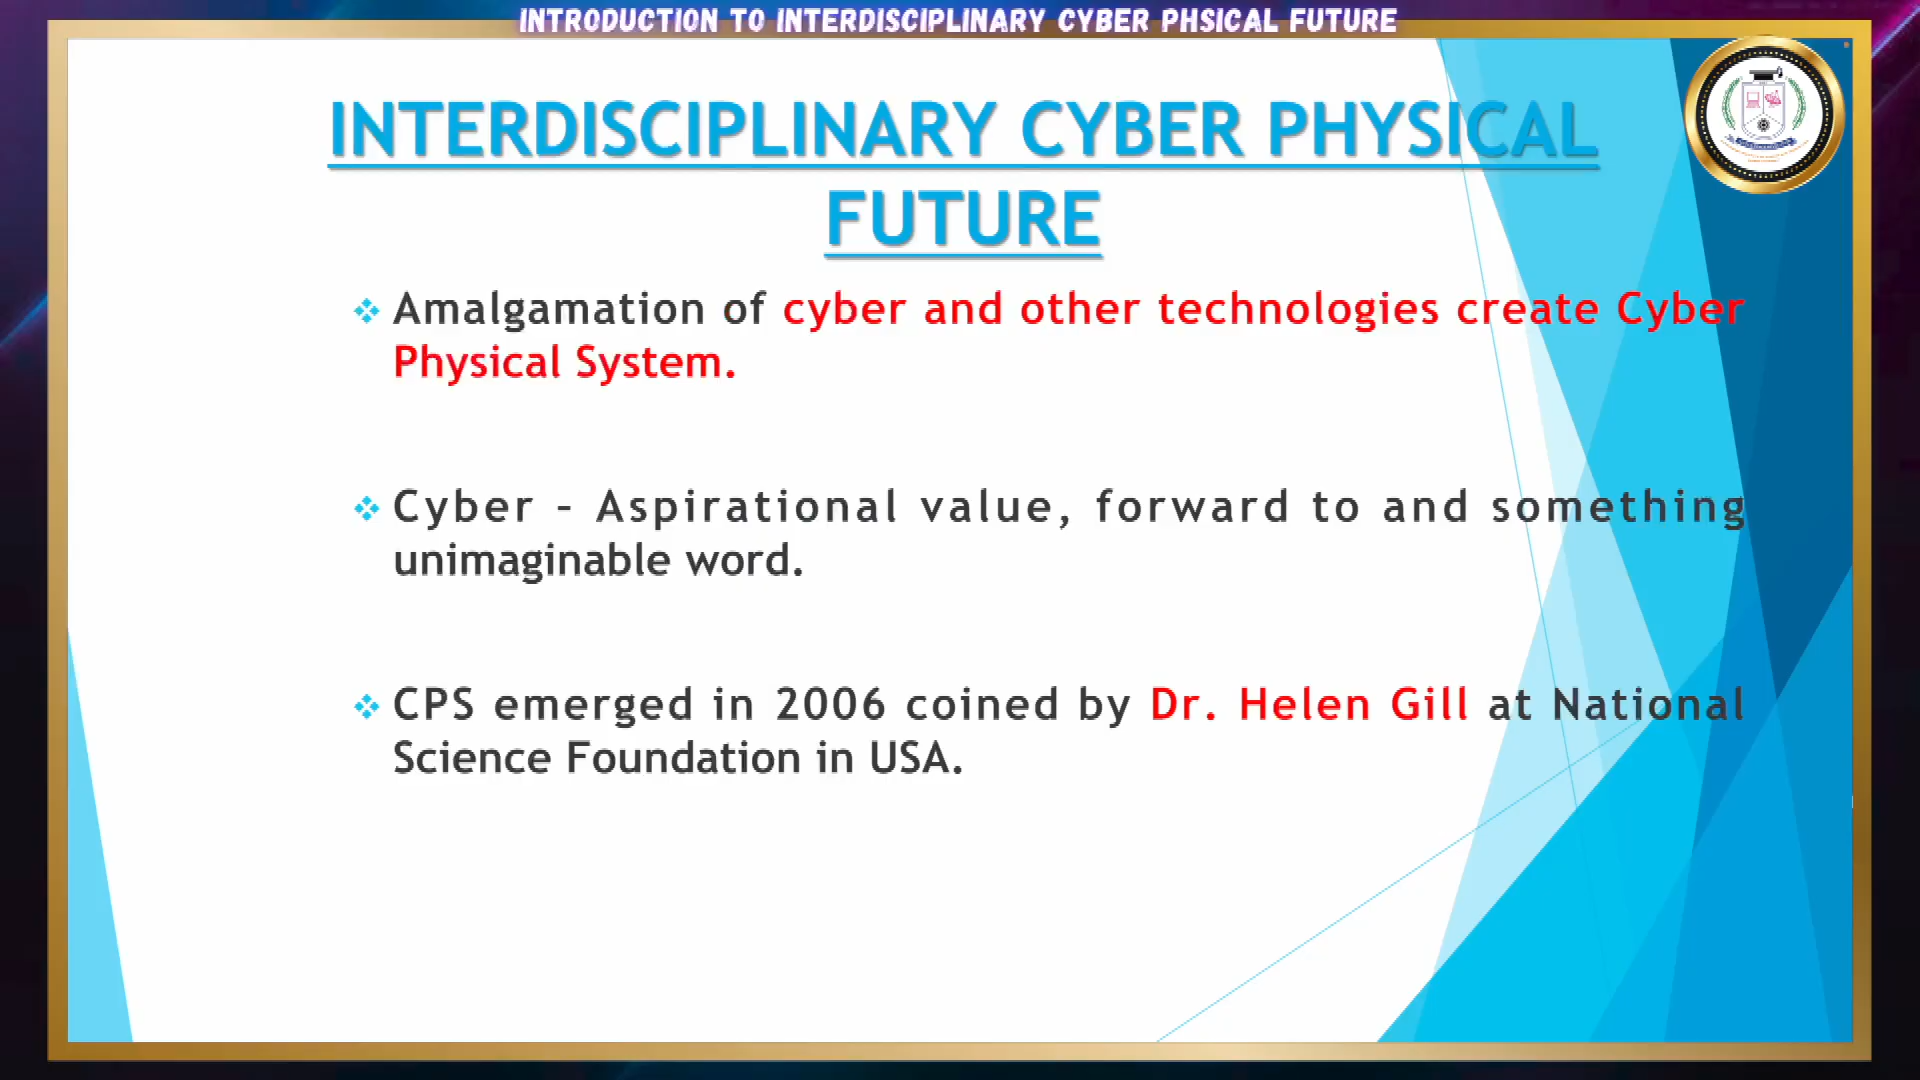 INTRODUCTION TO INTERDISCIPLINARY CYBER PHSICAL FUTURE
INTERDISCIPLINARY CYBER PHYSICAL
FUTURE
Amalgamation of cyber and other technologies create Cyber
Physical System.
Cyber – Aspirational value, forward to and something
unimaginable word.
CPS emerged in 2006 coined by Dr. Helen Gill at National
Science Foundation in USA.